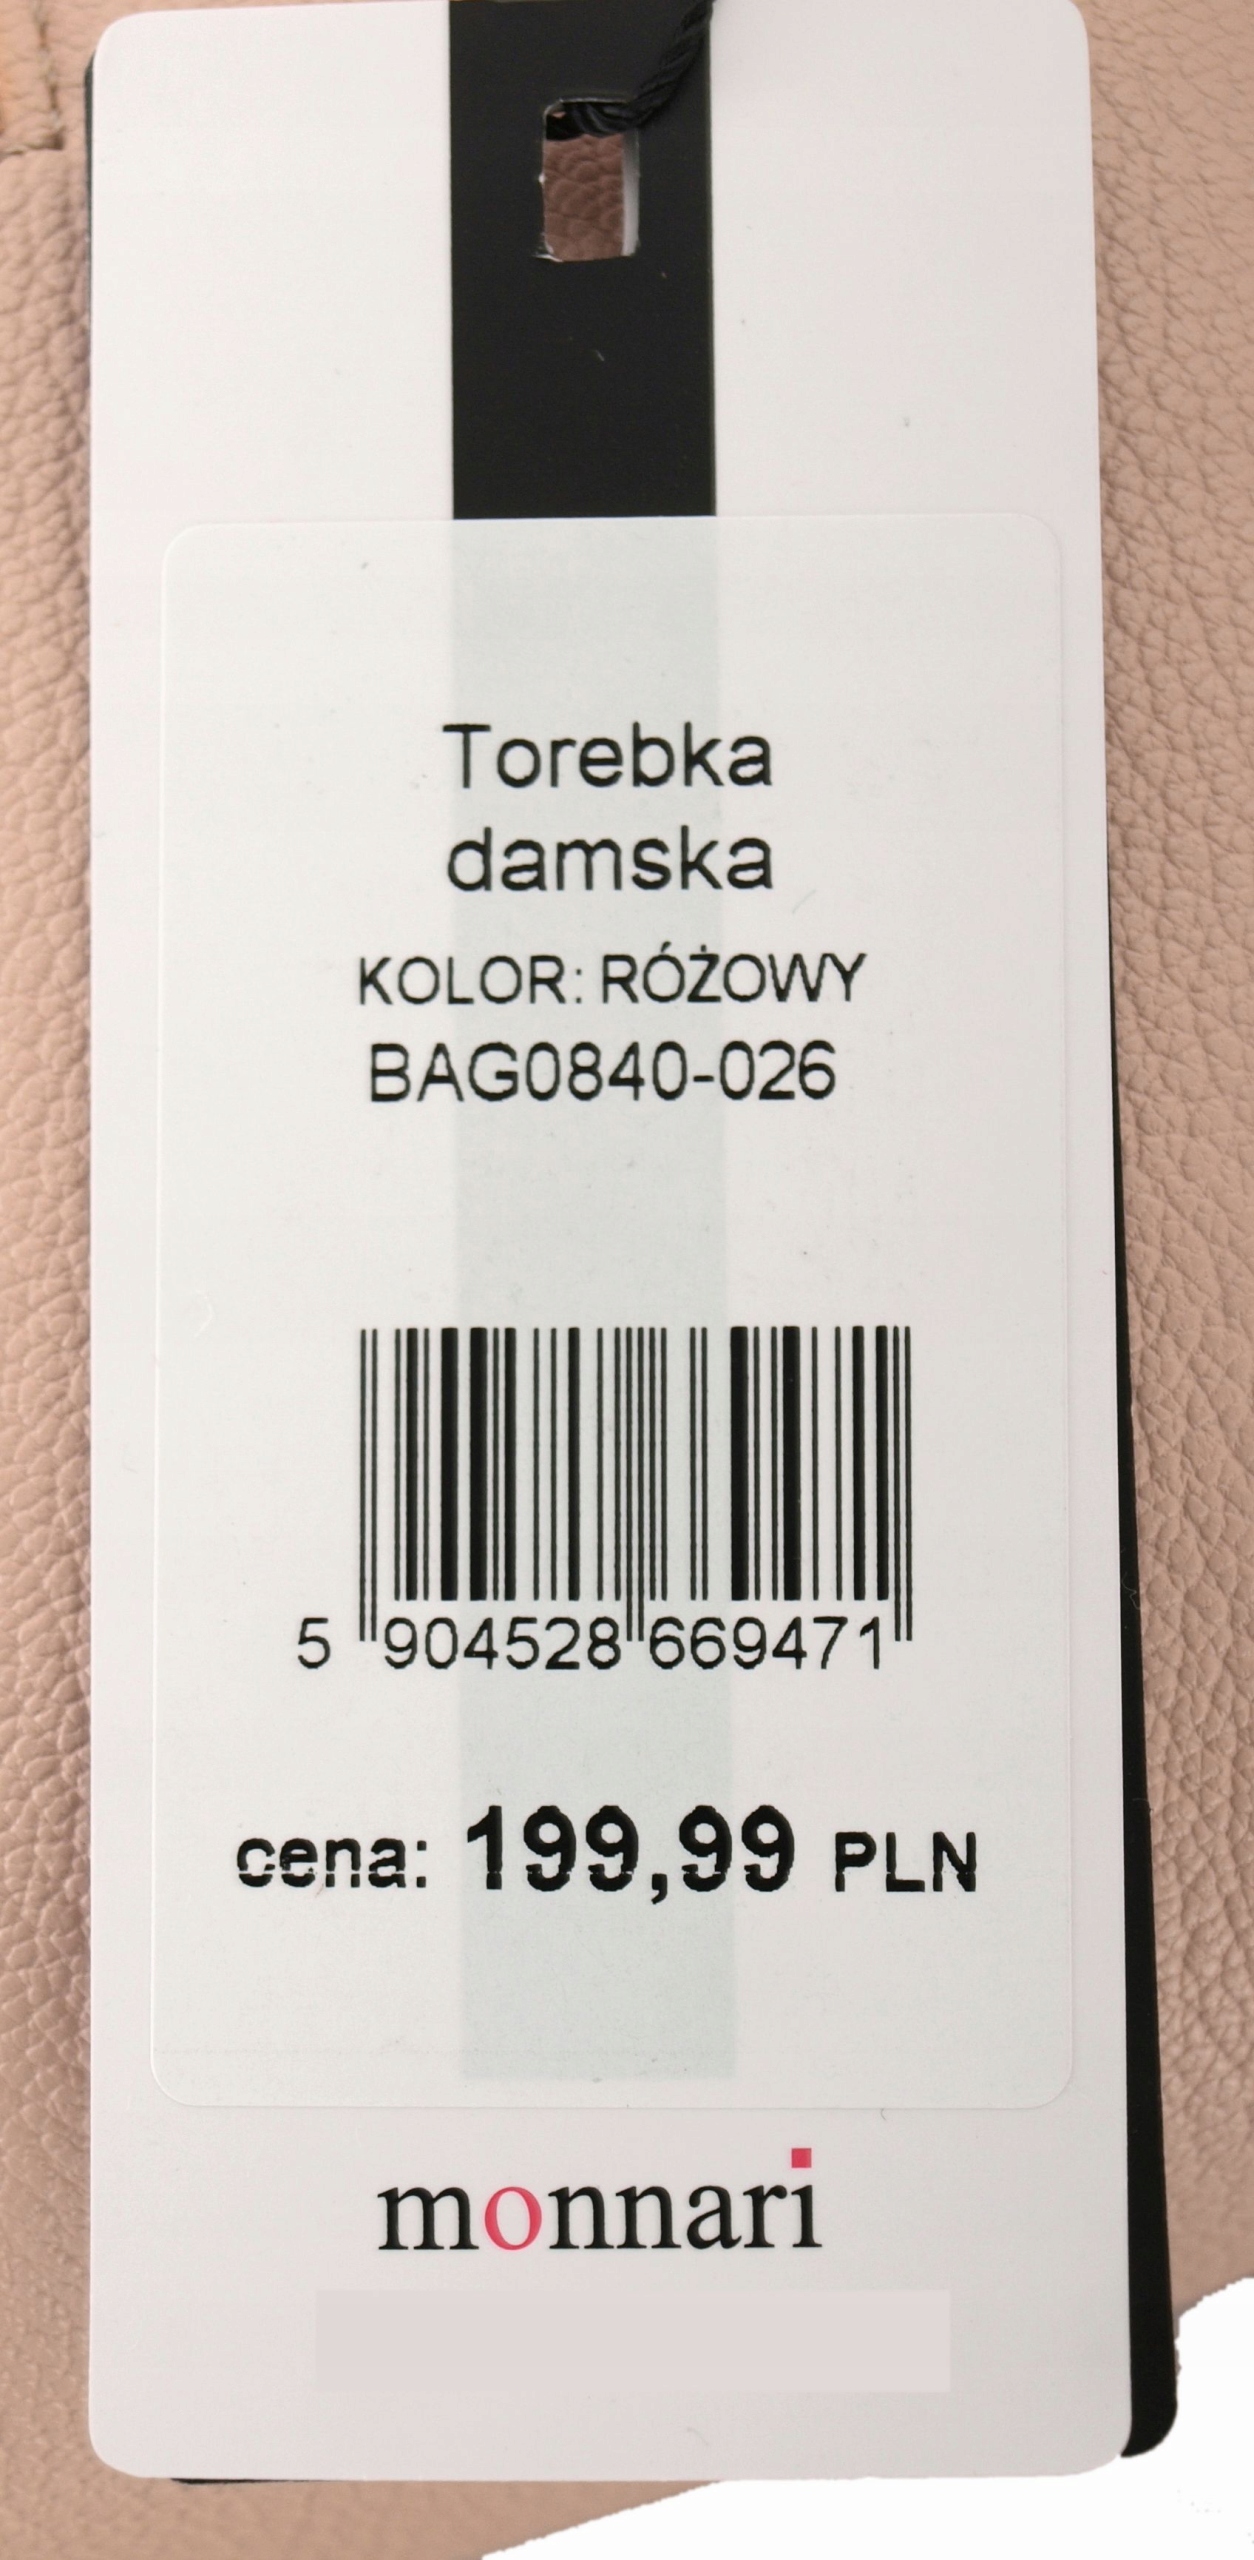 Torebka
damska
KOLOR: RÓŻOWY
BAG0840-026
5 904528 669471
cena: 199,99 PLN
monnari